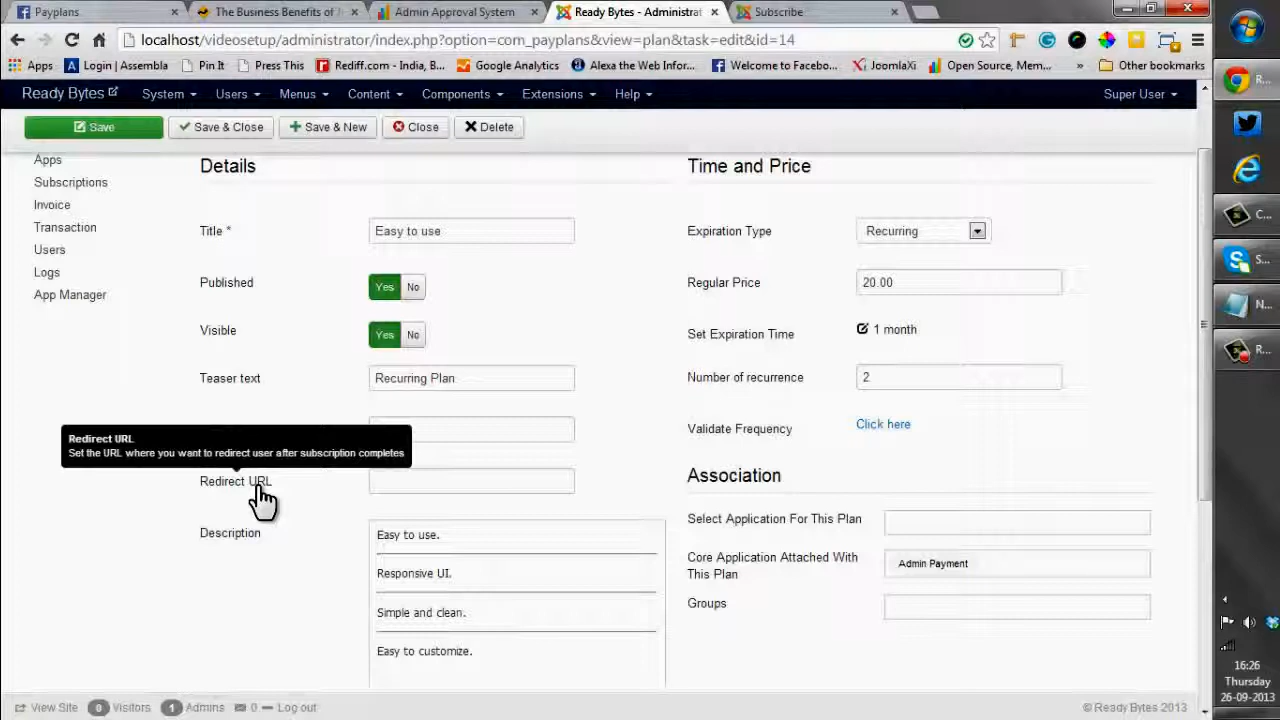 Payplans
The Business Benefits of
Admin Approval System
Ready Bytes - Administrat
Subscribe
localhost/videosetup/administrator/index.php?option=com_payplans&view=plan&task=edit&id=14
Apps
Login | Assembla
Pin It
Press This
Rediff.com - India, B...
Google Analytics
Alexa the Web Infor...
Welcome to Facebo...
JoomlaXi
Open Source, Mem...
»
Other bookmarks
Ready Bytes
System
Users
Menus
Content
Components
Extensions
Help
Super User
Save
Save & Close
Save & New
Close
Delete
Apps
Subscriptions
Invoice
Transaction
Users
Logs
App Manager
Details
Title *
Easy to use
Published
Yes No
Visible
Yes No
Teaser text
Recurring Plan
Redirect URL
Set the URL where you want to redirect user after subscription completes
Redirect URL
Description
Easy to use.
Responsive UI.
Simple and clean.
Easy to customize.
Time and Price
Expiration Type
Recurring
Regular Price
20.00
Set Expiration Time
1 month
Number of recurrence
2
Validate Frequency
Click here
Association
Select Application For This Plan
Core Application Attached With
This Plan
Admin Payment
Groups
View Site
0 Visitors
1 Admins
0
Log out
© Ready Bytes 2013
R...
C...
S...
N...
R...
16:26
Thursday
26-09-2013